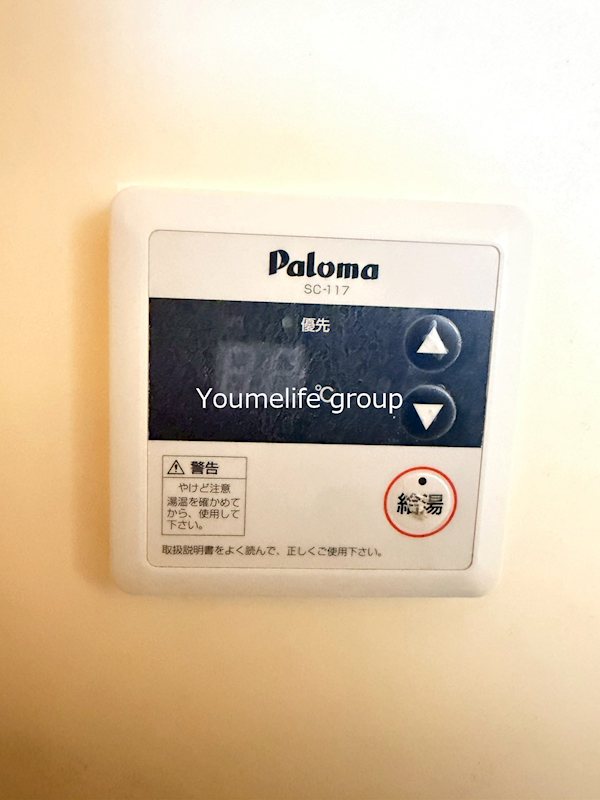 Paloma
SC-117
優先
℃
Youmelife group
警告
やけど注意
湯温を確かめて
から、使用して
下さい。
給湯
取扱説明書をよく読んで、正しくご使用下さい。